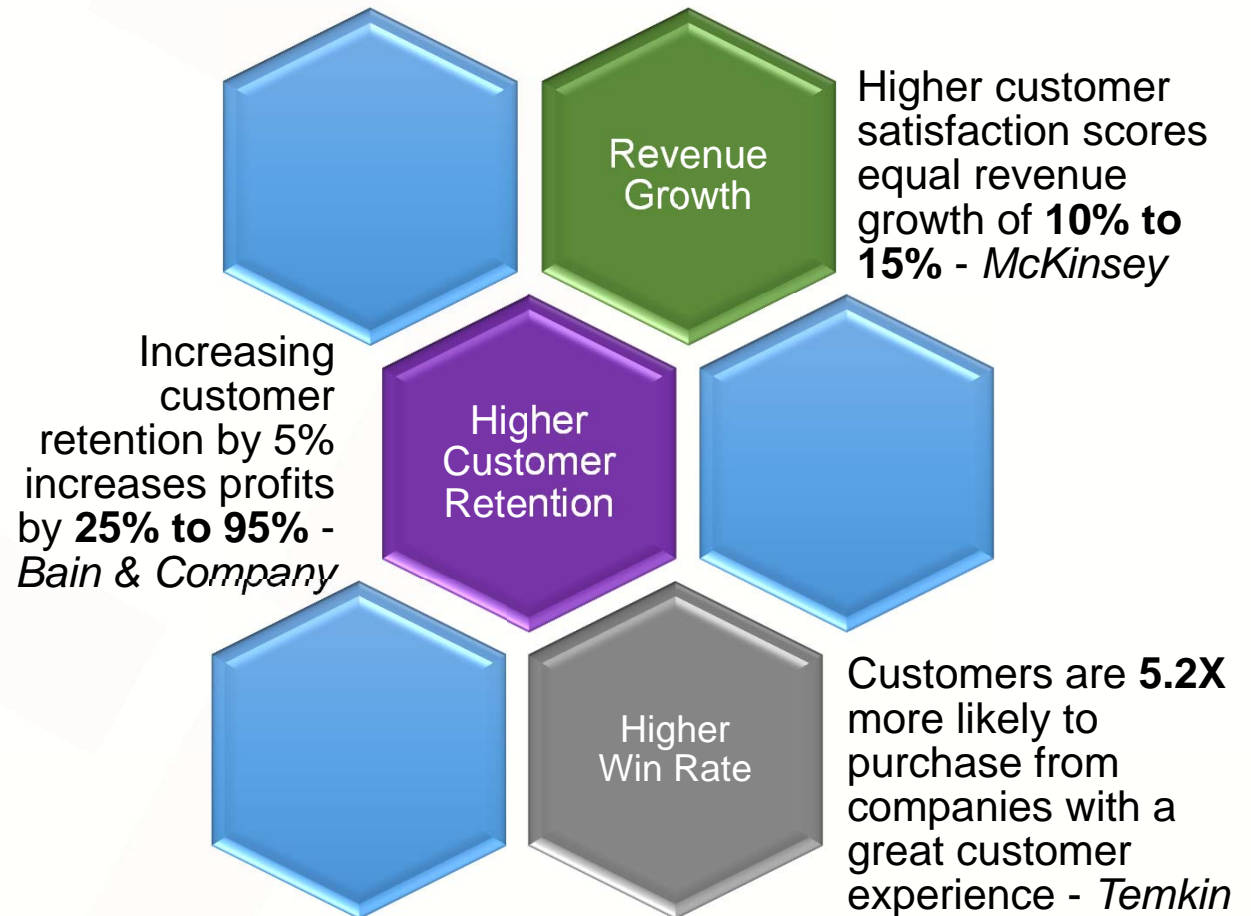 Revenue
Growth
Higher customer
satisfaction scores
equal revenue
growth of 10% to
15% - McKinsey
Increasing
customer
retention by 5%
increases profits
by 25% to 95% -
Bain & Company
Higher
Customer
Retention
Higher
Win Rate
Customers are 5.2X
more likely to
purchase from
companies with a
great customer
experience - Temkin